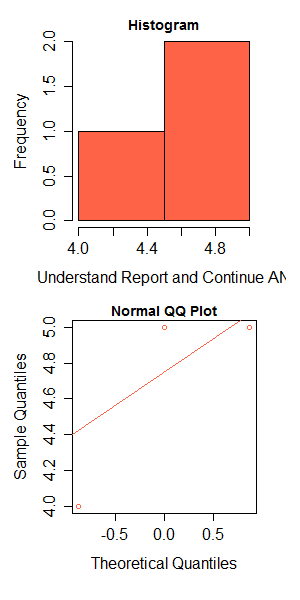 Histogram
Frequency
0.0 0.5 1.0 1.5 2.0
4.0 4.4 4.8
Understand Report and Continue AN
Normal QQ Plot
Sample Quantiles
4.0 4.2 4.4 4.6 4.8 5.0
-0.5 0.0 0.5
Theoretical Quantiles